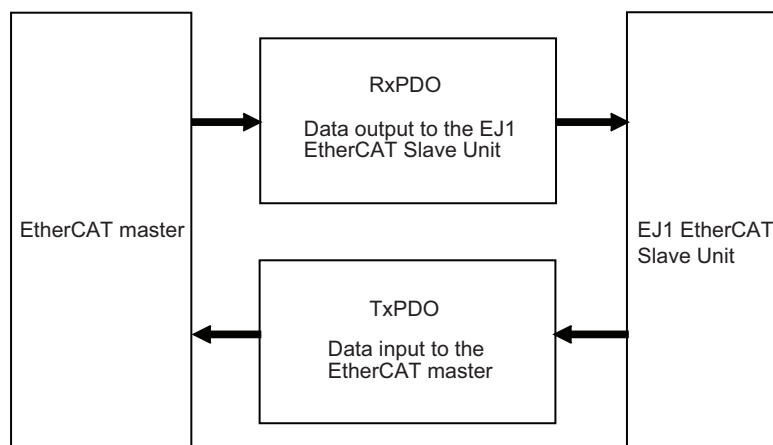 RxPDO
Data output to the EJ1
EtherCAT Slave Unit
EtherCAT master
EJ1 EtherCAT
Slave Unit
TxPDO
Data input to the
EtherCAT master